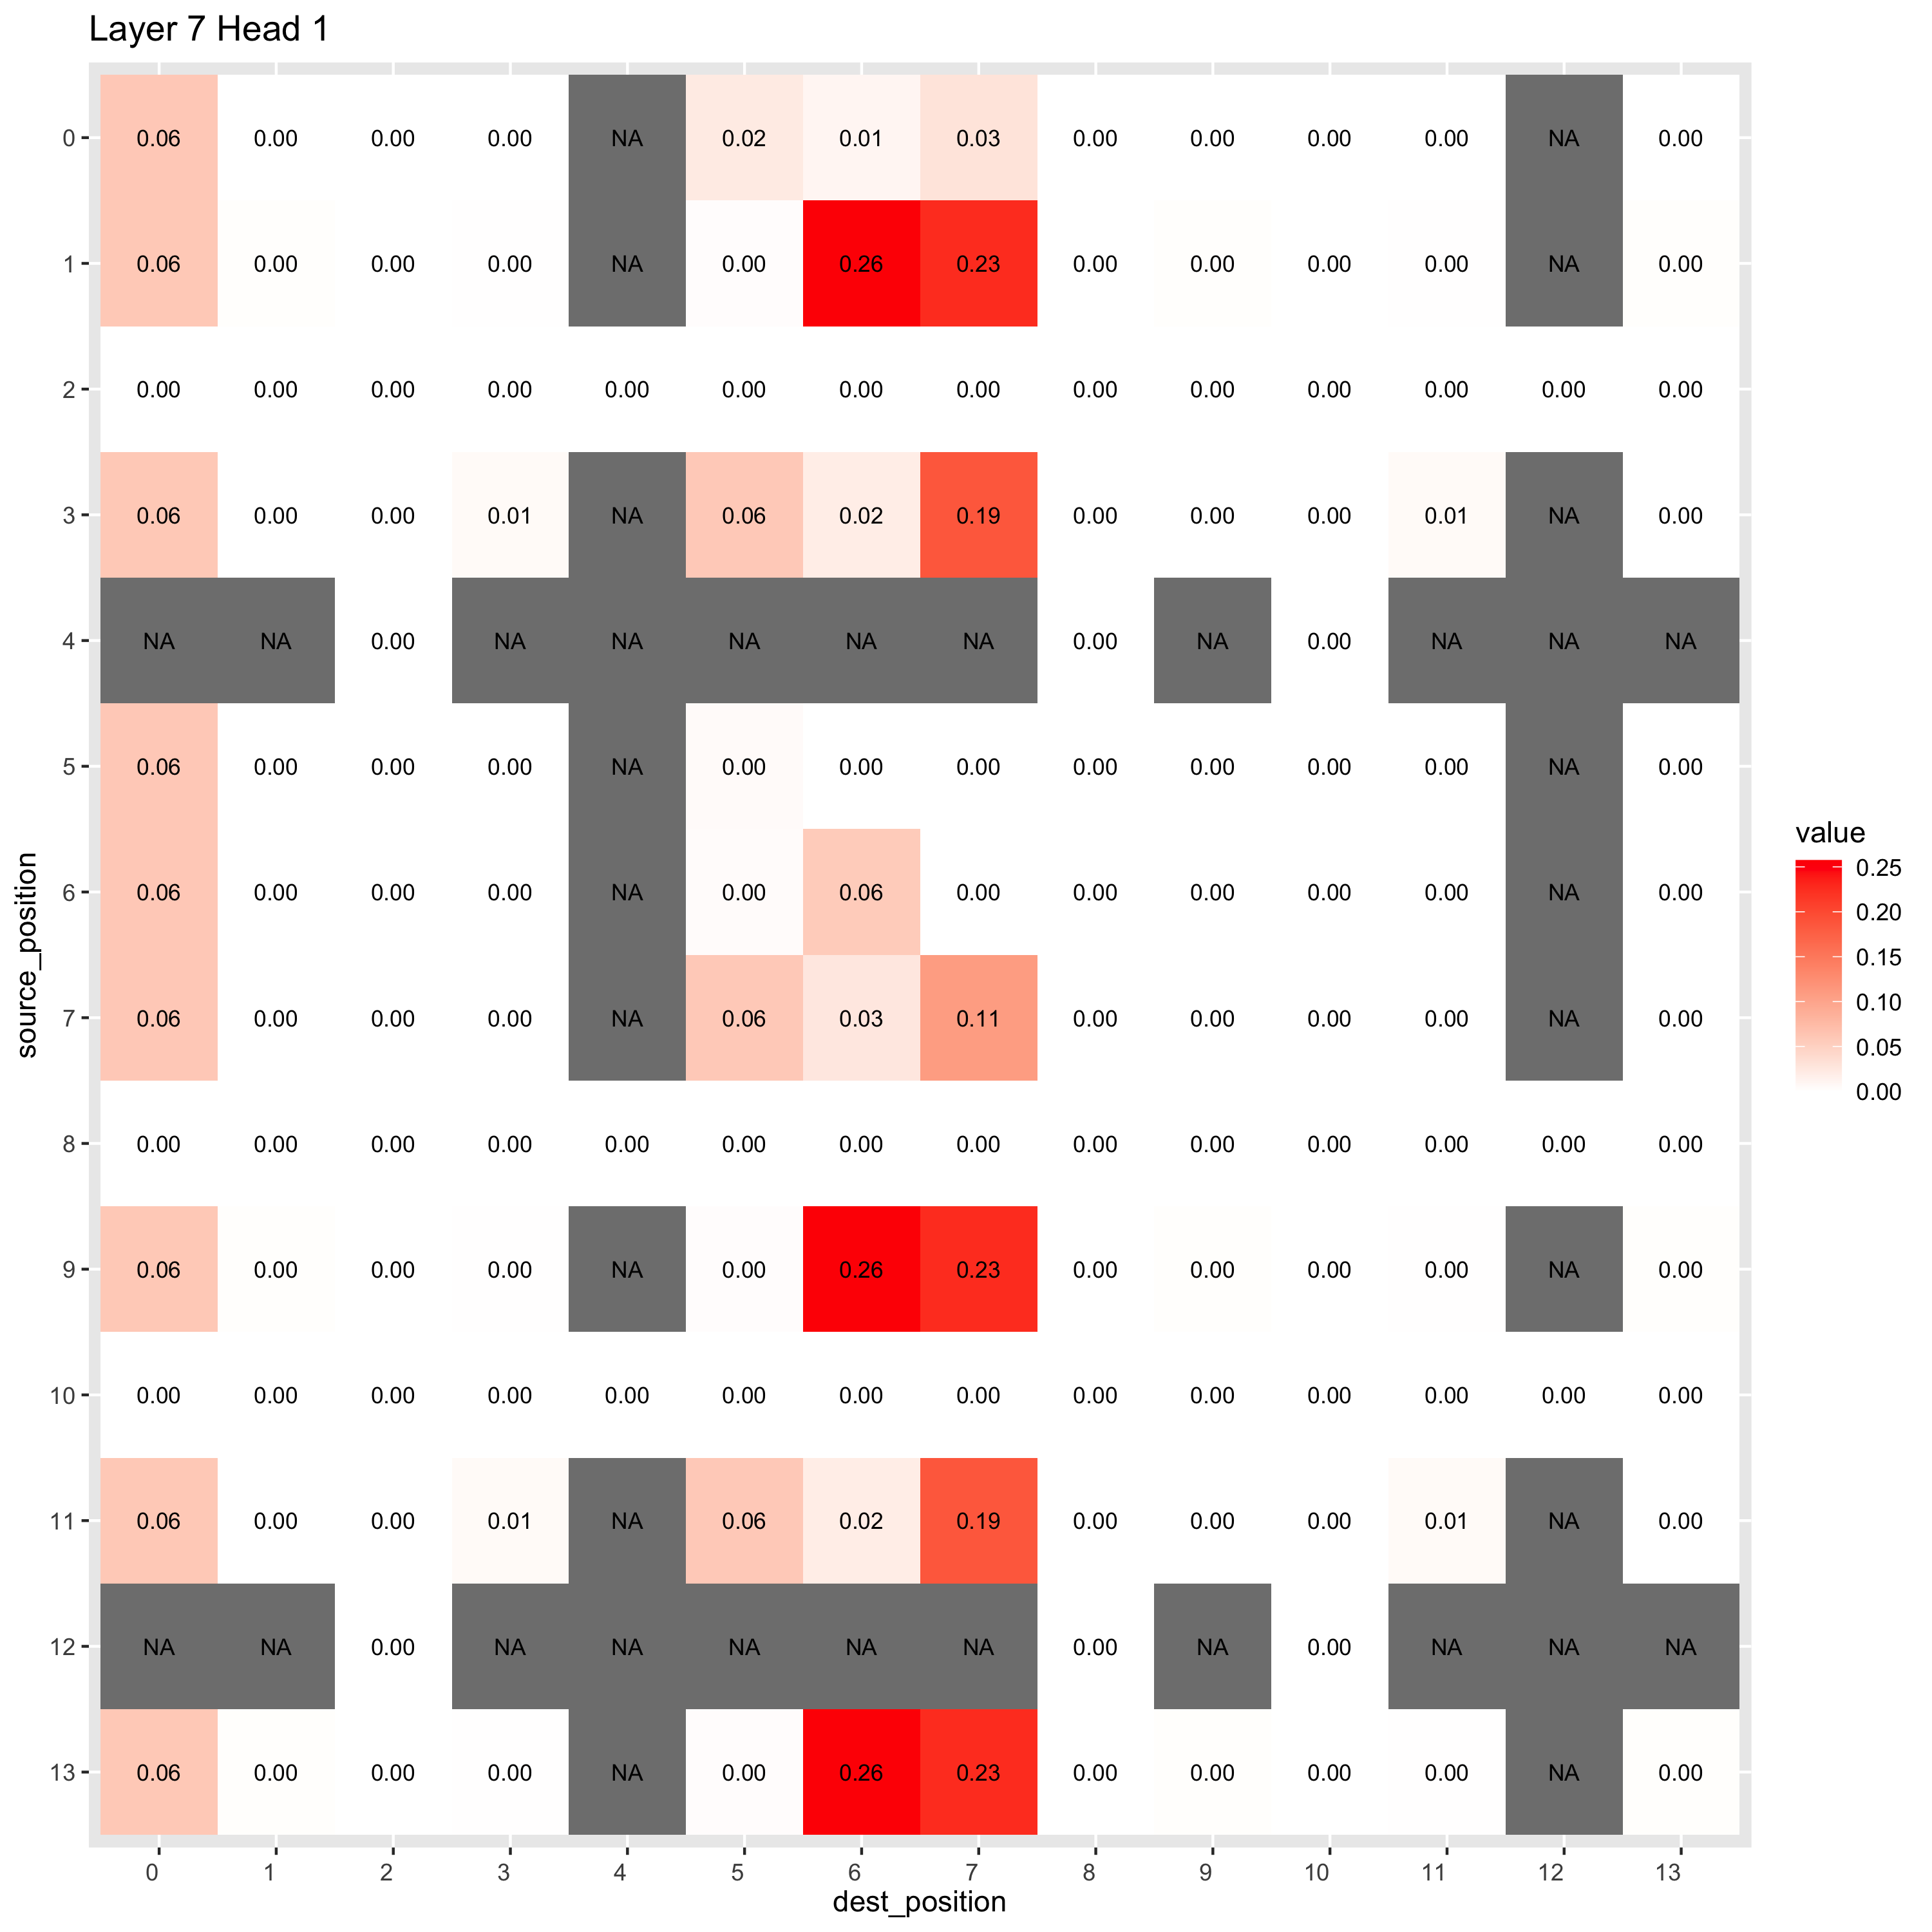 Layer 7 Head 1
0 0.06 0.00 0.00 0.00 NA 0.02 0.01 0.03 0.00 0.00 0.00 0.00 NA 0.00
1 0.06 0.00 0.00 0.00 NA 0.00 0.26 0.23 0.00 0.00 0.00 0.00 NA 0.00
2 0.00 0.00 0.00 0.00 0.00 0.00 0.00 0.00 0.00 0.00 0.00 0.00 0.00 0.00
3 0.06 0.00 0.00 0.01 NA 0.06 0.02 0.19 0.00 0.00 0.00 0.01 NA 0.00
4 NA NA 0.00 NA NA NA NA NA 0.00 NA 0.00 NA NA NA
5 0.06 0.00 0.00 0.00 NA 0.00 0.00 0.00 0.00 0.00 0.00 0.00 NA 0.00
6 0.06 0.00 0.00 0.00 NA 0.00 0.06 0.00 0.00 0.00 0.00 0.00 NA 0.00
7 0.06 0.00 0.00 0.00 NA 0.06 0.03 0.11 0.00 0.00 0.00 0.00 NA 0.00
8 0.00 0.00 0.00 0.00 0.00 0.00 0.00 0.00 0.00 0.00 0.00 0.00 0.00 0.00
9 0.06 0.00 0.00 0.00 NA 0.00 0.26 0.23 0.00 0.00 0.00 0.00 NA 0.00
10 0.00 0.00 0.00 0.00 0.00 0.00 0.00 0.00 0.00 0.00 0.00 0.00 0.00 0.00
11 0.06 0.00 0.00 0.01 NA 0.06 0.02 0.19 0.00 0.00 0.00 0.01 NA 0.00
12 NA NA 0.00 NA NA NA NA NA 0.00 NA 0.00 NA NA NA
13 0.06 0.00 0.00 0.00 NA 0.00 0.26 0.23 0.00 0.00 0.00 0.00 NA 0.00
0 1 2 3 4 5 6 7 8 9 10 11 12 13
dest_position
source_position
value
0.25
0.20
0.15
0.10
0.05
0.00